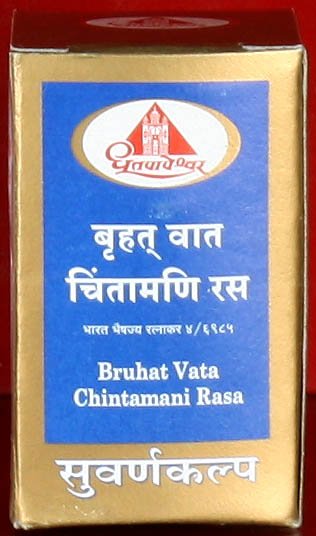 धूतपापेश्वर
बृहत् वात
चिंतामणि रस
भारत भैषज्य रत्नाकर ४/६९८५
Bruhat Vata
Chintamani Rasa
सुवर्णकल्प